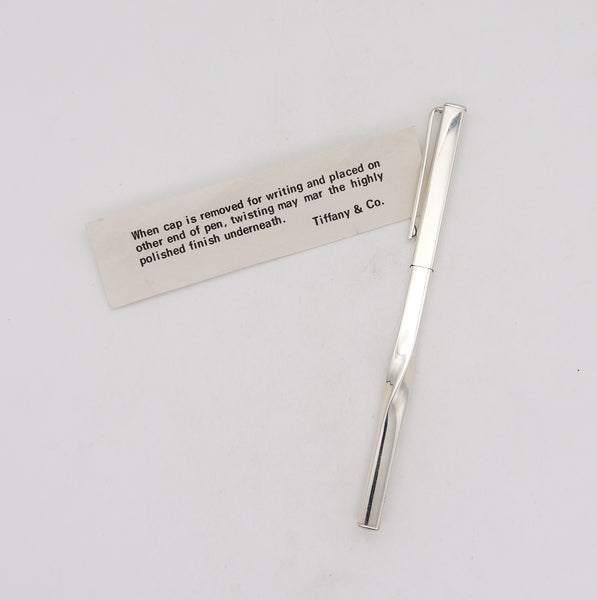 When cap is removed for writing and placed on
other end of pen, twisting may mar the highly
polished finish underneath. Tiffany & Co.